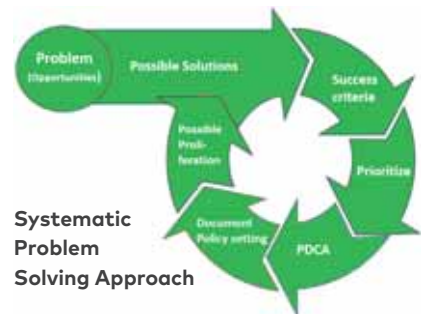 Problem
(Opportunities)
Possible Solutions
Success
criteria
Prioritize
PDCA
Document
Policy setting
Possible
Proli-
feration
Systematic
Problem
Solving Approach